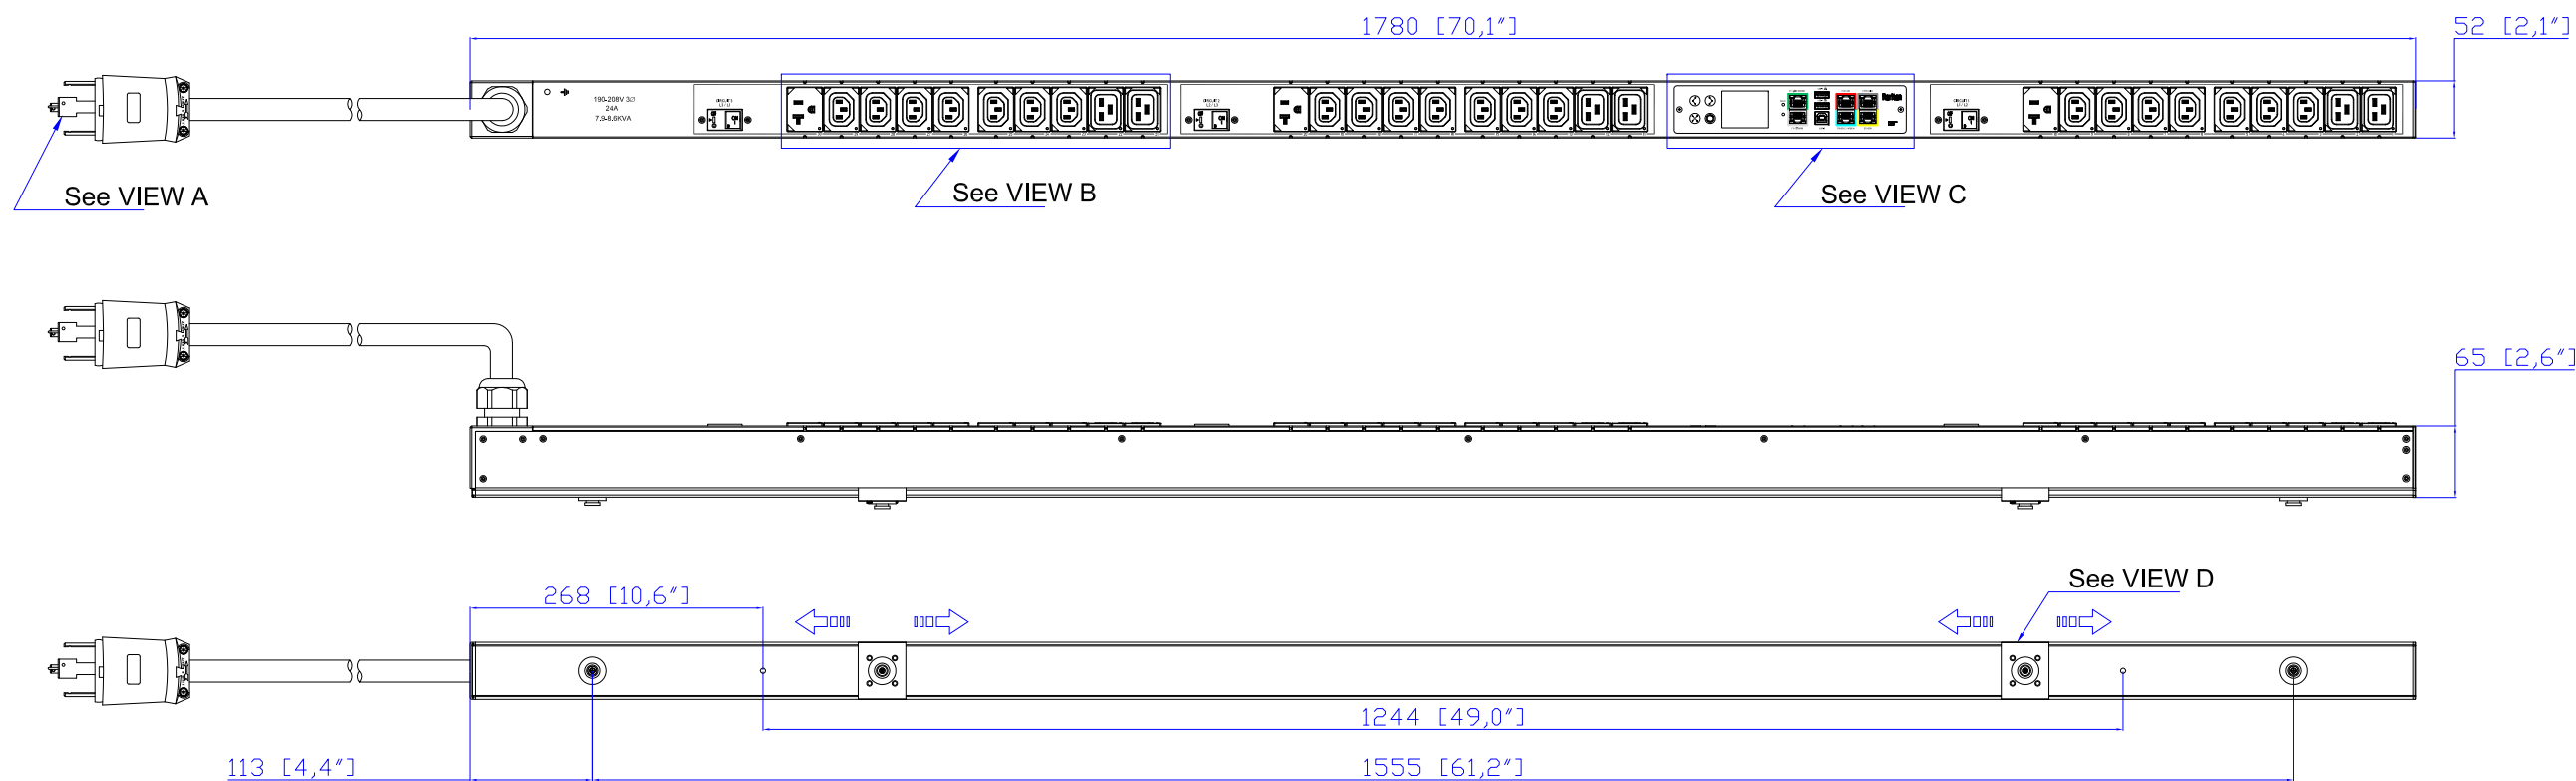 1780 [70,1"]
52 [2,1"]
190-208V 3∅
24A
7.9-8.6KVA
See VIEW A
See VIEW B
See VIEW C
65 [2,6"]
See VIEW D
268 [10,6"]
1244 [49,0"]
113 [4,4"]
1555 [61,2"]